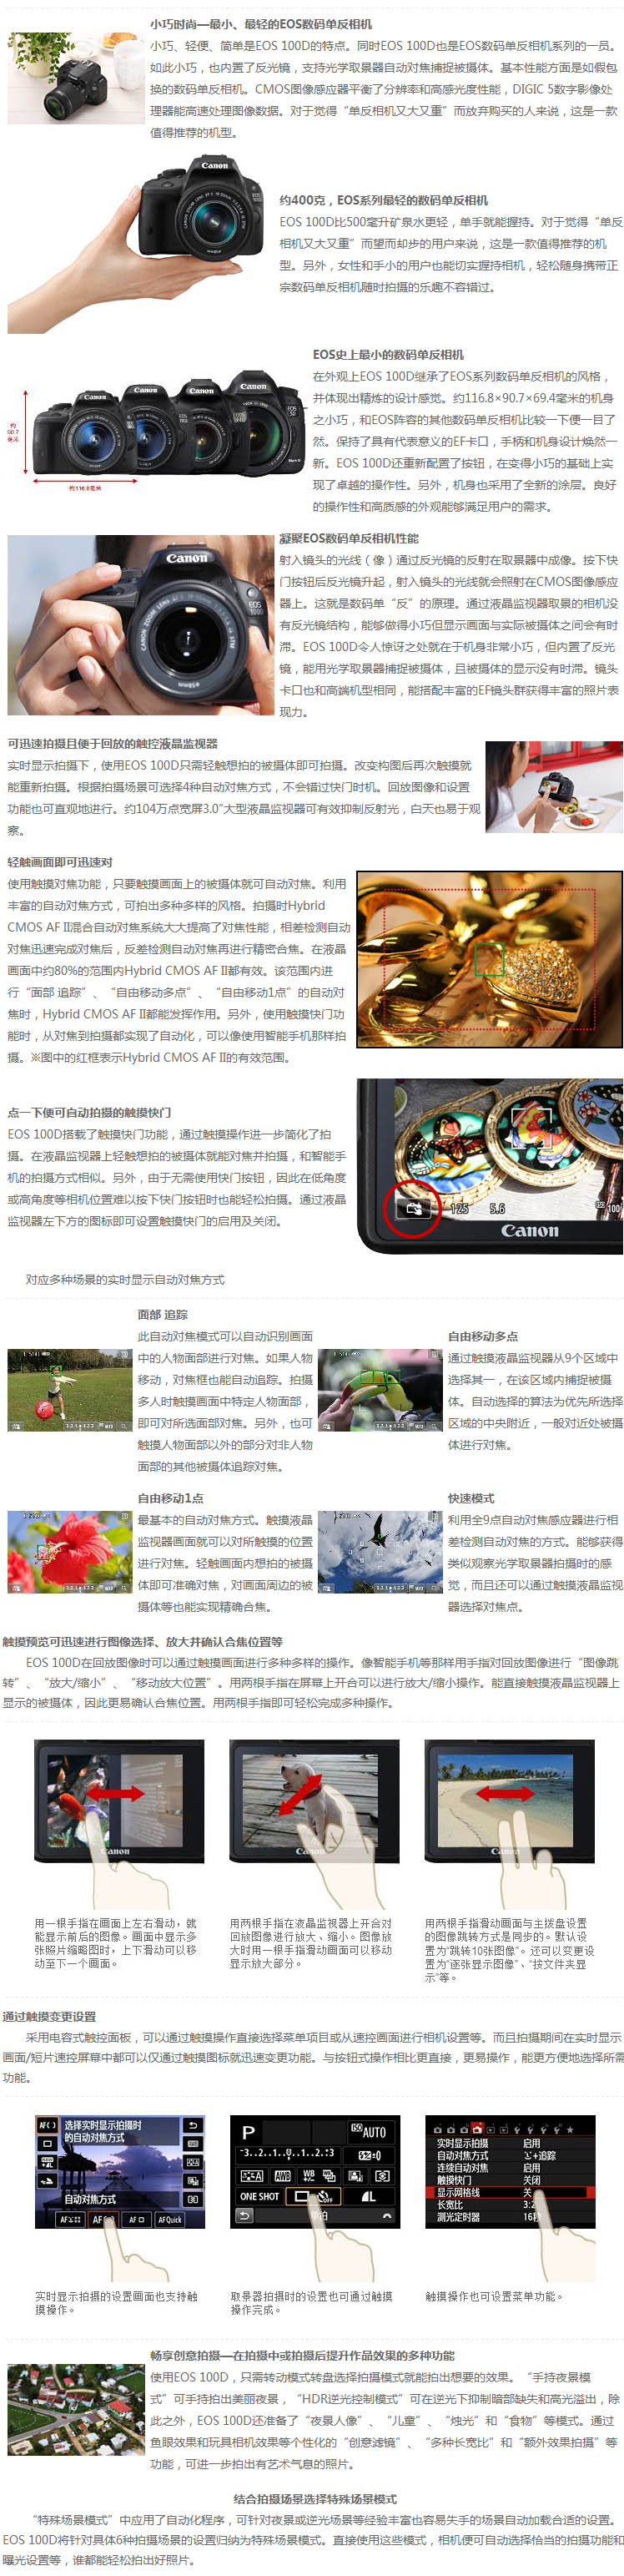 小巧时尚—最小、最轻的EOS数码单反相机
小巧、轻便、简单是EOS 100D的特点。同时EOS 100D也是EOS数码单反相机系列的一员。
如此小巧，也内置了反光镜，支持光学取景器自动对焦捕捉被摄体。基本性能方面是如假包
换的数码单反相机。CMOS图像感应器平衡了分辨率和高感光度性能，DIGIC 5数字影像处
理器能高速处理图像数据。对于觉得“单反相机又大又重”而放弃购买的人来说，这是一款
值得推荐的机型。
Canon
约400克，EOS系列最轻的数码单反相机
EOS 100D比500毫升矿泉水更轻，单手就能握持。对于觉得“单反
相机又大又重”而望而却步的用户来说，这是一款值得推荐的机
型。另外，女性和手小的用户也能切实握持相机，轻松随身携带正
宗数码单反相机随时拍摄的乐趣不容错过。
EOS史上最小的数码单反相机
在外观上EOS 100D继承了EOS系列数码单反相机的风格，
并体现出精炼的设计感觉。约116.8×90.7×69.4毫米的机身
之小巧，和EOS阵容的其他数码单反相机比较一下便一目了
然。保持了具有代表意义的EF卡口，手柄和机身设计焕然一
新。EOS 100D还重新配置了按钮，在变得小巧的基础上实
现了卓越的操作性。另外，机身也采用了全新的涂层。良好
的操作性和高质感的外观能够满足用户的需求。
Canon
Canon
Canon
Canon
约
90.7
毫米
约116.8毫米
凝聚EOS数码单反相机性能
射入镜头的光线（像）通过反光镜的反射在取景器中成像。按下快
门按钮后反光镜升起，射入镜头的光线就会照射在CMOS图像感应
器上。这就是数码单“反”的原理。通过液晶监视器取景的相机没
有反光镜结构，能够做得小巧但显示画面与实际被摄体之间会有时
滞。EOS 100D令人惊讶之处就在于机身非常小巧，但内置了反光
镜，能用光学取景器捕捉被摄体，且被摄体的显示没有时滞。镜头
卡口也和高端机型相同，能搭配丰富的EF镜头群获得丰富的照片表
现力。
Canon
EOS
100D
CANON ZOOM LENS
可迅速拍摄且便于回放的触控液晶监视器
实时显示拍摄下，使用EOS 100D只需轻触想拍的被摄体即可拍摄。改变构图后再次触摸就
能重新拍摄。根据拍摄场景可选择4种自动对焦方式，不会错过快门时机。回放图像和设置
功能也可直观地进行。约104万点宽屏3.0"大型液晶监视器可有效抑制反射光，白天也易于观
察。
轻触画面即可迅速对
使用触摸对焦功能，只要触摸画面上的被摄体就可自动对焦。利用
丰富的自动对焦方式，可拍出多种多样的风格。拍摄时Hybrid
CMOS AF II混合自动对焦系统大大提高了对焦性能，相差检测自动
对焦迅速完成对焦后，反差检测自动对焦再进行精密合焦。在液晶
画面中约80%的范围内Hybrid CMOS AF II都有效。该范围内进
行“面部 追踪”、“自由移动多点”、“自由移动1点”的自动对
焦时，Hybrid CMOS AF II都能发挥作用。另外，使用触摸快门功
能时，从对焦到拍摄都实现了自动化，可以像使用智能手机那样拍
摄。※图中的红框表示Hybrid CMOS AF II的有效范围。
点一下便可自动拍摄的触摸快门
EOS 100D搭载了触摸快门功能，通过触摸操作进一步简化了拍
摄。在液晶监视器上轻触想拍的被摄体就能对焦并拍摄，和智能手
机的拍摄方式相似。另外，由于无需使用快门按钮，因此在低角度
或高角度等相机位置难以按下快门按钮时也能轻松拍摄。通过液晶
监视器左下方的图标即可设置触摸快门的启用及关闭。
125 5.6 100
Canon
对应多种场景的实时显示自动对焦方式
面部 追踪
此自动对焦模式可以自动识别画面
中的人物面部进行对焦。如果人物
移动，对焦框也能自动追踪。拍摄
多人时触摸画面中特定人物面部，
即可对所选面部对焦。另外，也可
触摸人物面部以外的部分对非人物
面部的其他被摄体追踪对焦。
自由移动多点
通过触摸液晶监视器从9个区域中
选择其一，在该区域内捕捉被摄
体。自动选择的算法为优先所选择
区域的中央附近，一般对近处被摄
体进行对焦。
自由移动1点
最基本的自动对焦方式。触摸液晶
监视器画面就可以对所触摸的位置
进行对焦。轻触画面内想拍的被摄
体即可准确对焦，对画面周边的被
摄体等也能实现精确合焦。
快速模式
利用全9点自动对焦感应器进行相
差检测自动对焦的方式。能够获得
类似观察光学取景器拍摄时的感
觉，而且还可以通过触摸液晶监视
器选择对焦点。
触摸预览可迅速进行图像选择、放大并确认合焦位置等
EOS 100D在回放图像时可以通过触摸画面进行多种多样的操作。像智能手机等那样用手指对回放图像进行“图像跳
转”、“放大/缩小”、“移动放大位置”。用两根手指在屏幕上开合可以进行放大/缩小操作。能直接触摸液晶监视器上
显示的被摄体，因此更易确认合焦位置。用两根手指即可轻松完成多种操作。
Canon
Canon
用一根手指在画面上左右滑动，就
能显示前后的图像。画面中显示多
张照片缩略图时，上下滑动可以移
动至下一个画面。
用两根手指在液晶监视器上开合对
回放图像进行放大、缩小。图像放
大时用一根手指滑动画面可以移动
显示放大部分。
用两根手指滑动画面与主拨盘设置
的图像跳转方式是同步的。默认设
置为“跳转10张图像”。还可以变更设
置为“逐张显示图像”、“按文件夹显
示”等。
通过触摸变更设置
采用电容式触控面板，可以通过触摸操作直接选择菜单项目或从速控画面进行相机设置等。而且拍摄期间在实时显示
画面/短片速控屏幕中都可以仅通过触摸图标就迅速变更功能。与按钮式操作相比更直接，更易操作，能更方便地选择所需
功能。
选择实时显示拍摄时
的自动对焦方式
自动对焦方式
AFQuick
P
ISO AUTO
-3..2..1..0..1..2.:3
AWB
ONE SHOT
实时显示拍摄 启用
自动对焦方式 +追踪
连续自动对焦 启用
触摸快门 关闭
显示网格线 关
长宽比 3:2
测光定时器 16秒
实时显示拍摄的设置画面也支持触
摸操作。
取景器拍摄时的设置也可通过触摸
操作完成。
触摸操作也可设置菜单功能。
畅享创意拍摄—在拍摄中或拍摄后提升作品效果的多种功能
使用EOS 100D，只需转动模式转盘选择拍摄模式就能拍出想要的效果。“手持夜景模
式”可手持拍出美丽夜景，“HDR逆光控制模式”可在逆光下抑制暗部缺失和高光溢出，除
此之外，EOS 100D还准备了“夜景人像”、“儿童”、“烛光”和“食物”等模式。通过
鱼眼效果和玩具相机效果等个性化的“创意滤镜”、“多种长宽比”和“额外效果拍摄”等
功能，可进一步拍出有艺术气息的照片。
结合拍摄场景选择特殊场景模式
“特殊场景模式”中应用了自动化程序，可针对夜景或逆光场景等经验丰富也容易失手的场景自动加载合适的设置。
EOS 100D将针对具体6种拍摄场景的设置归纳为特殊场景模式。直接使用这些模式，相机便可自动选择恰当的拍摄功能和
曝光设置等，谁都能轻松拍出好照片。